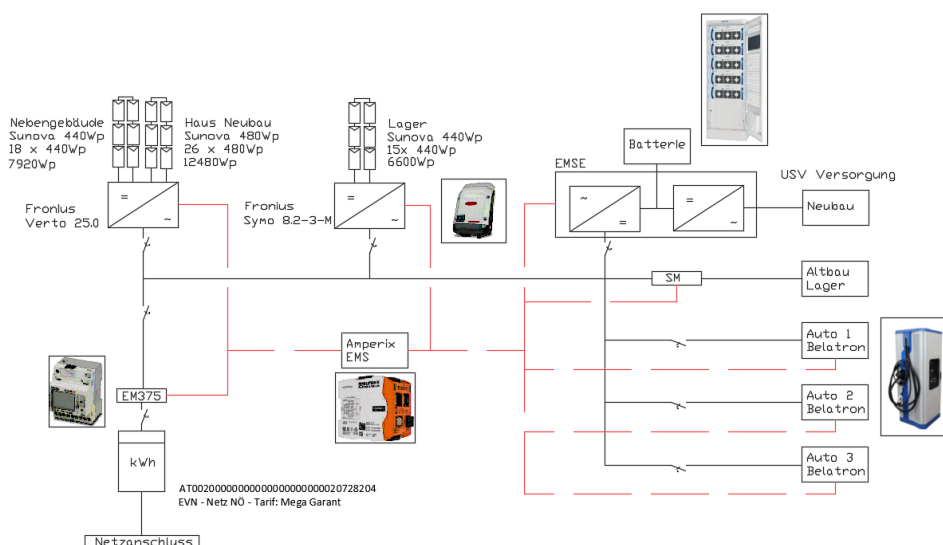 Nebengebäude
Sunova 440Wp
18 x 440Wp
7920Wp
Haus Neubau
Sunova 480Wp
26 x 480Wp
12480Wp
Lager
Sunova 440Wp
15x 440Wp
6600Wp
Batterie
EMSE
USV Versorgung
Neubau
Fronius
Verto 25.0
Fronius
Symo 8.2-3-M
=
~
=
~
~
=
=
~
SM
Altbau
Lager
Amperix
EMS
Auto 1
Belatron
EM375
Auto 2
Belatron
kWh
Auto 3
Belatron
AT0020000000000000000000020728204
EVN - Netz NÖ - Tarif: Mega Garant
Netzanschluss